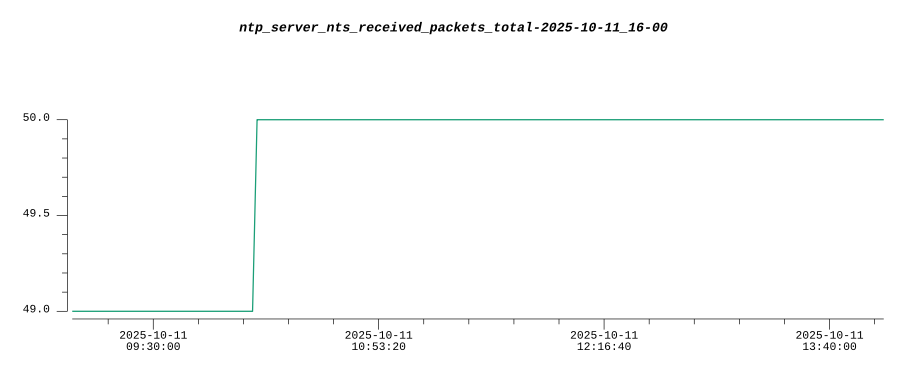 ntp_server_nts_received_packets_total-2025-10-11_16-00
50.0
49.5
49.0
2025-10-11 2025-10-11 2025-10-11 2025-10-11
09:30:00 10:53:20 12:16:40 13:40:00